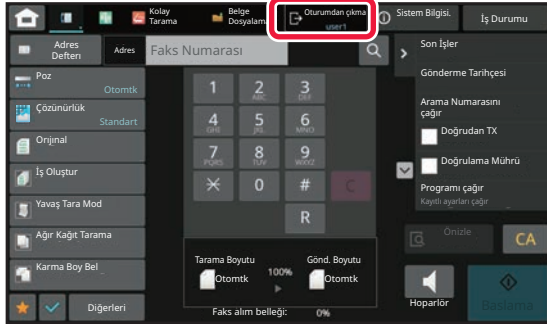 Kolay
Tarama
Belge
Dosyalama
Oturumdan çıkma
user1
Sistem Bilgisi.
İş Durumu
Adres
Defteri
Adres
Faks Numarası
Son İşler
Gönderme Tarihçesi
Arama Numarasını
çağır
Doğrudan TX
Doğrulama Mührü
Programı çağır
Kayıtlı ayarları çağır
Poz
Otomtk
Çözünürlük
Standart
Orijinal
İş Oluştur
Yavaş Tara Mod
Ağır Kağıt Tarama
Karma Boy Bel
Diğerleri
1
2
ABC
3
DEF
4
GHI
5
JKL
6
MNO
7
PQRS
8
TUV
9
WXYZ
0
#
C
R
Tarama Boyutu
Otomtk
100%
Gönd. Boyutu
Otomtk
Faks alım belleği:
0%
Önizle
CA
Hoparlör
Başlama